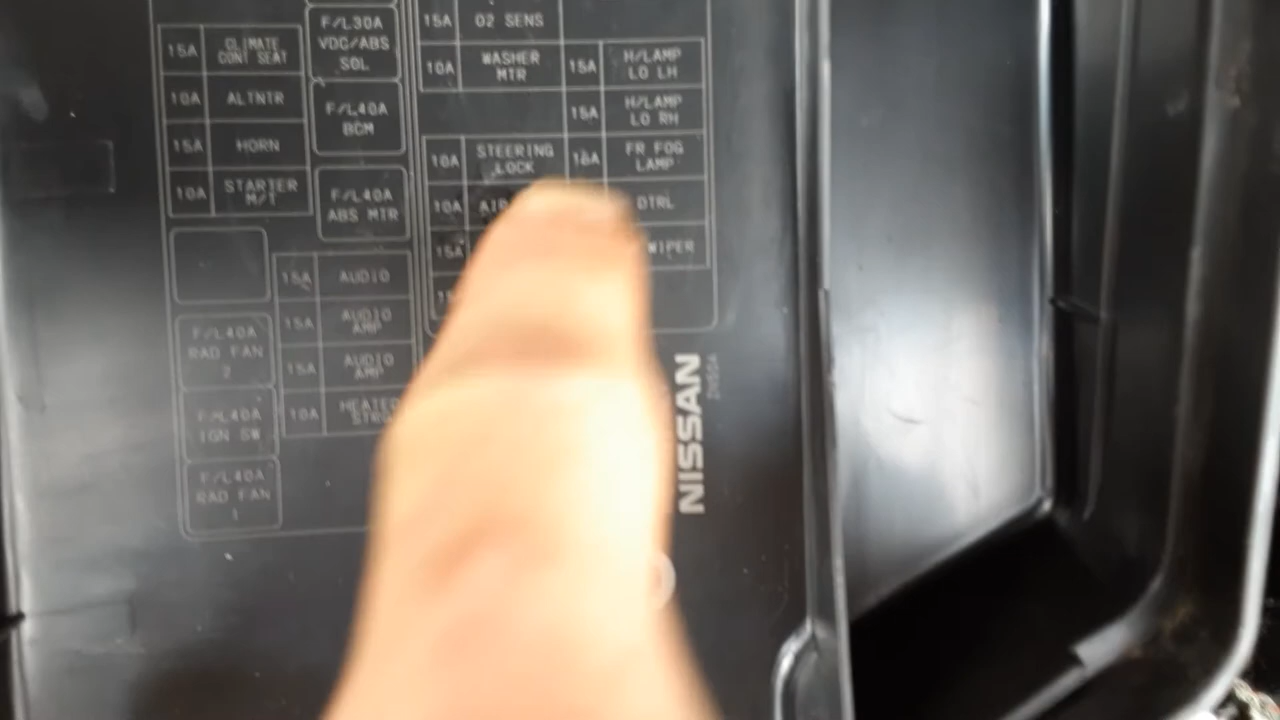 15A CLIMATE
CONT SEAT
10A ALTNTR
15A HORN
10A STARTER
M/T
F/L30A
VDC/ABS
SOL
F/L40A
BCM
F/L40A
ABS MTR
F/L40A
RAD FAN
2
F/L40A
IGN SW
F/L40A
RAD FAN
1
15A AUDIO
15A AUDIO
AMP
15A AUDIO
AMP
10A
15A O2 SENS
10A WASHER
MTR
10A STEERING
LOCK
10A
15A
15A H/LAMP
LO LH
15A H/LAMP
LO RH
FR FOG
LAMP
DTRL
WIPER
NISSAN